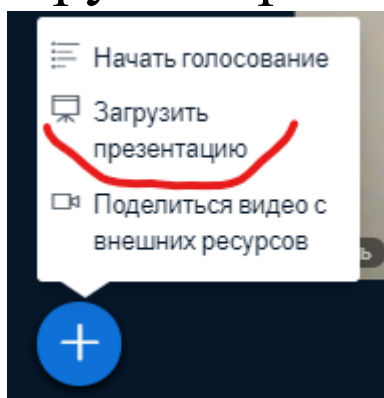 Начать голосование
Загрузить
презентацию
Поделиться видео с
внешних ресурсов